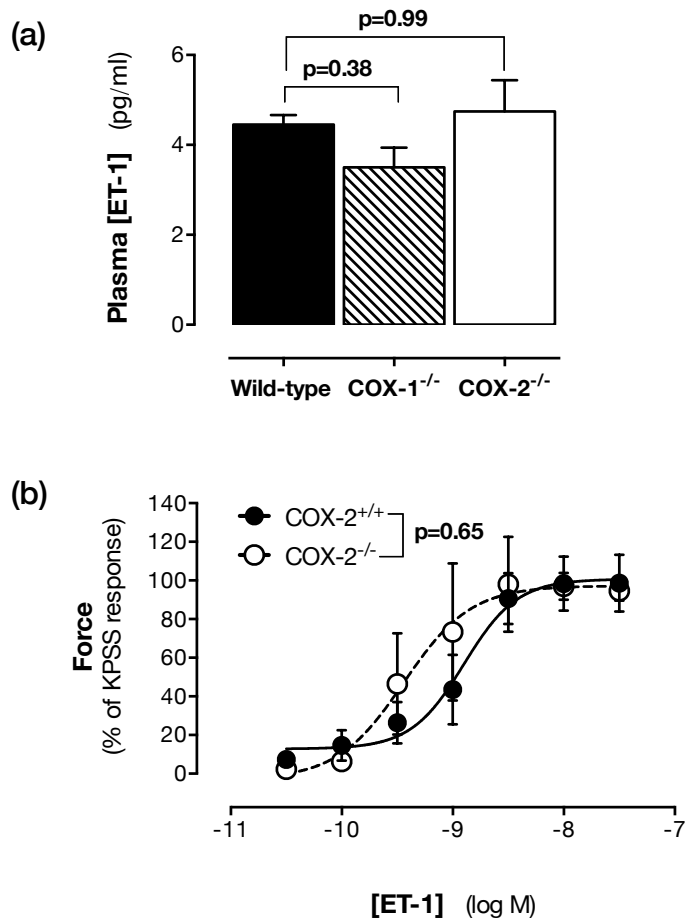 (a)
p=0.99
p=0.38
Plasma [ET-1] (pg/ml)
6
4
2
0
Wild-type COX-1-/- COX-2-/-
(b)
Force
(% of KPSS response)
140
120
100
80
60
40
20
0
COX-2+/+
COX-2-/-
p=0.65
-11 -10 -9 -8 -7
[ET-1] (log M)